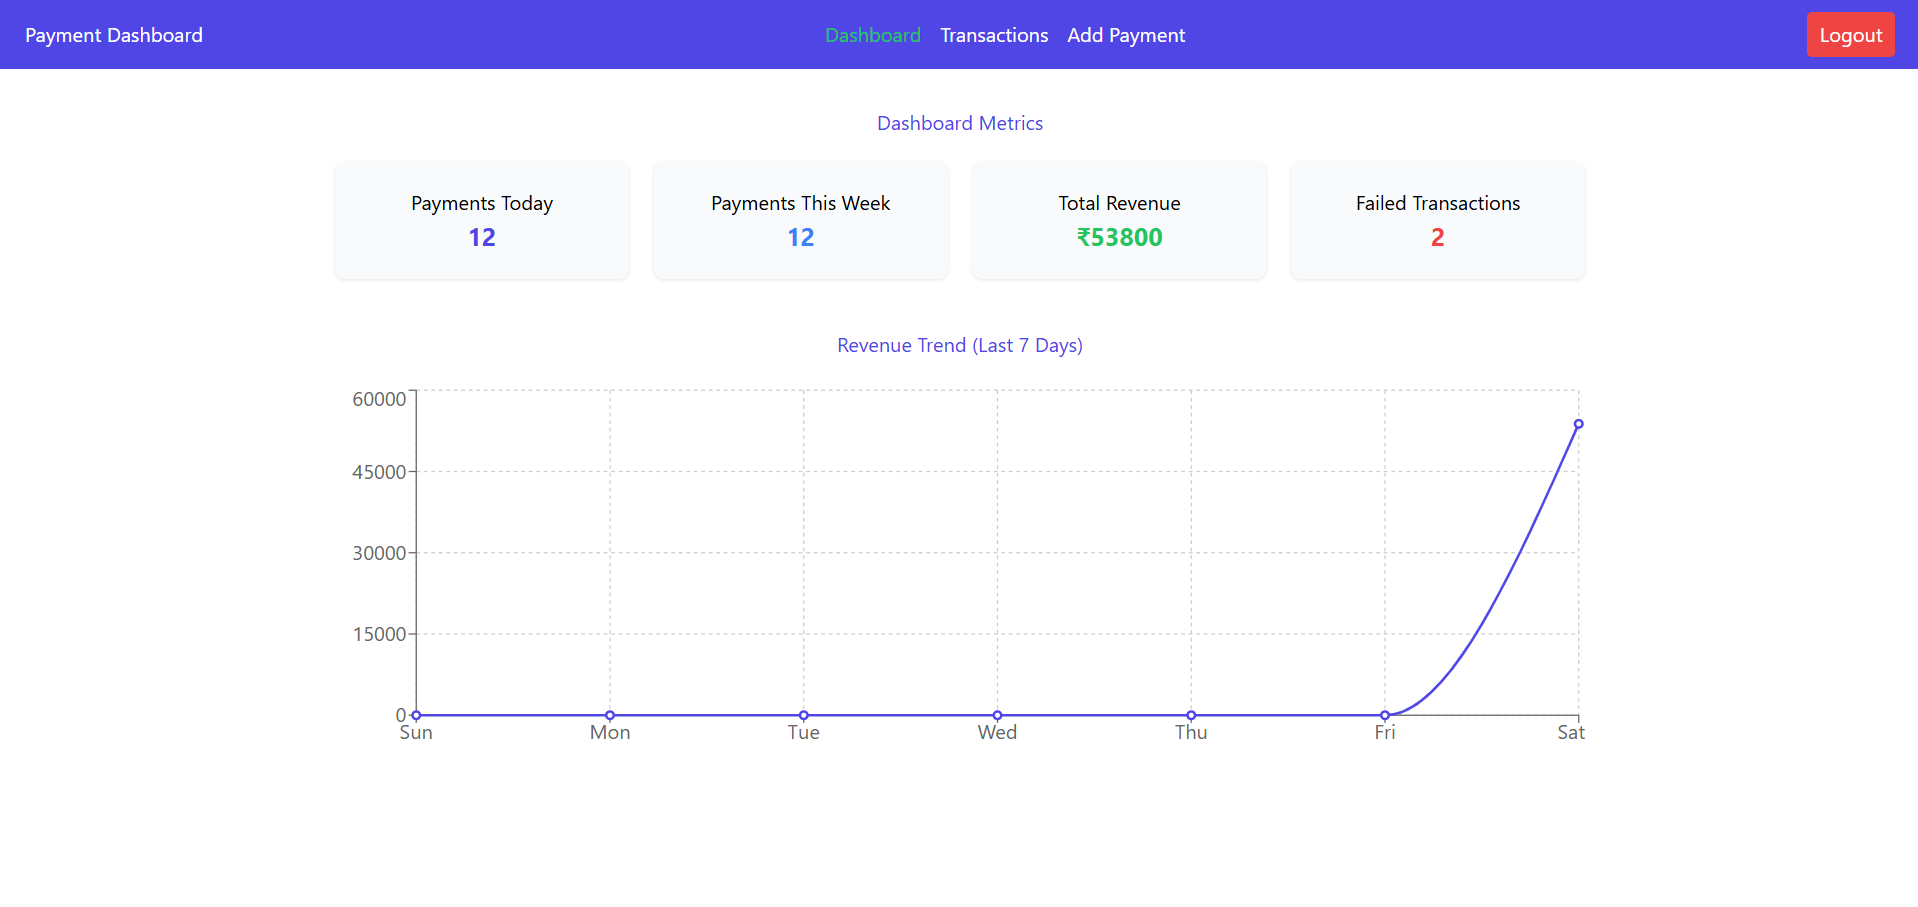 Payment Dashboard Dashboard Transactions Add Payment Logout
Dashboard Metrics
Payments Today
12
Payments This Week
12
Total Revenue
₹53800
Failed Transactions
2
Revenue Trend (Last 7 Days)
60000
45000
30000
15000
0
Sun Mon Tue Wed Thu Fri Sat